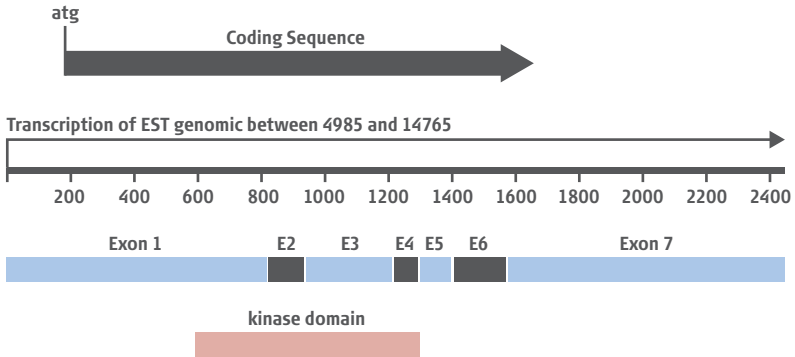 atg
Coding Sequence
Transcription of EST genomic between 4985 and 14765
200 400 600 800 1000 1200 1400 1600 1800 2000 2200 2400
Exon 1 E2 E3 E4 E5 E6 Exon 7
kinase domain